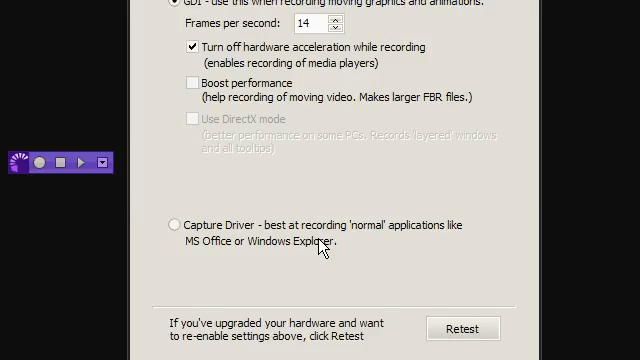 GDI - use this when recording moving graphics and animations.
Frames per second: 14
Turn off hardware acceleration while recording
(enables recording of media players)
Boost performance
(help recording of moving video. Makes larger FBR files.)
Use DirectX mode
(better performance on some PCs. Records 'layered' windows
and all tooltips)
Capture Driver - best at recording 'normal' applications like
MS Office or Windows Explorer.
If you've upgraded your hardware and want
to re-enable settings above, click Retest
Retest